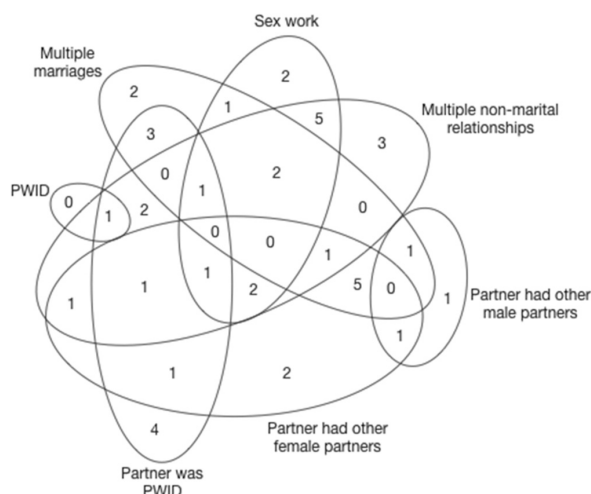 Sex work
Multiple
marriages
2
2
1
5
Multiple non-marital
relationships
3
3
0
2
1
PWID
0
1
2
0
0
0
1
1
1
1
2
5
0
1
Partner had other
male partners
1
1
1
2
4
Partner had other
female partners
Partner was
PWID